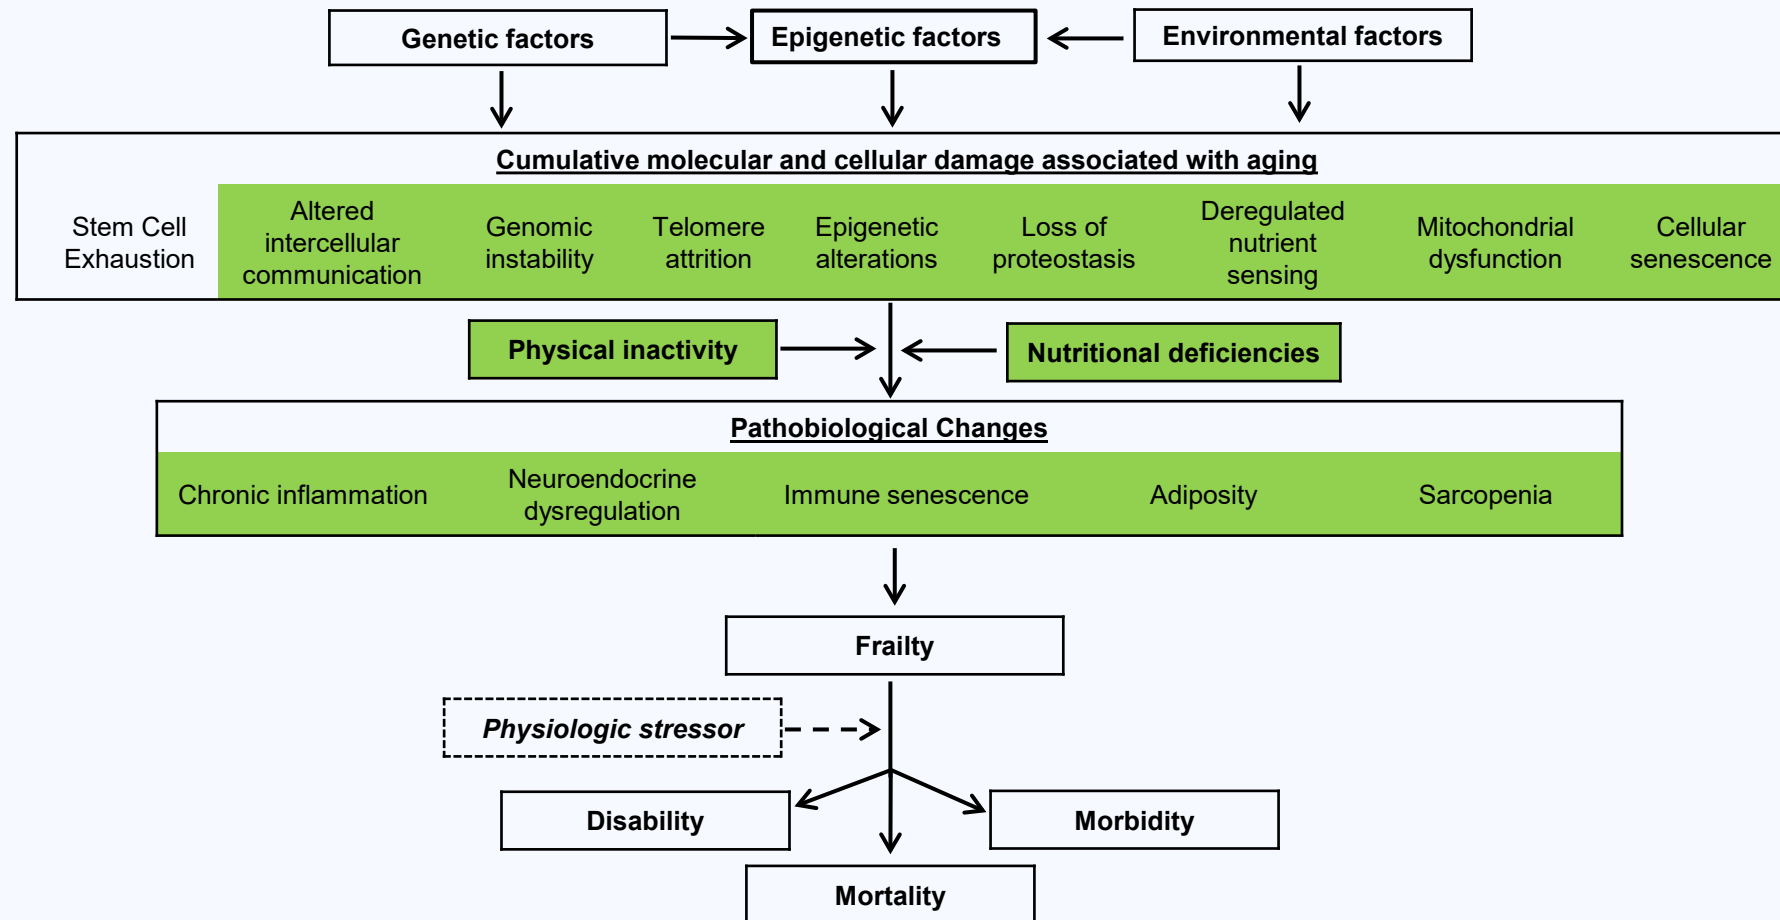 Genetic factors
Epigenetic factors
Environmental factors
Cumulative molecular and cellular damage associated with aging
Stem Cell
Exhaustion
Altered
intercellular
communication
Genomic
instability
Telomere
attrition
Epigenetic
alterations
Loss of
proteostasis
Deregulated
nutrient
sensing
Mitochondrial
dysfunction
Cellular
senescence
Physical inactivity
Nutritional deficiencies
Pathobiological Changes
Chronic inflammation
Neuroendocrine
dysregulation
Immune senescence
Adiposity
Sarcopenia
Frailty
Physiologic stressor
Disability
Morbidity
Mortality